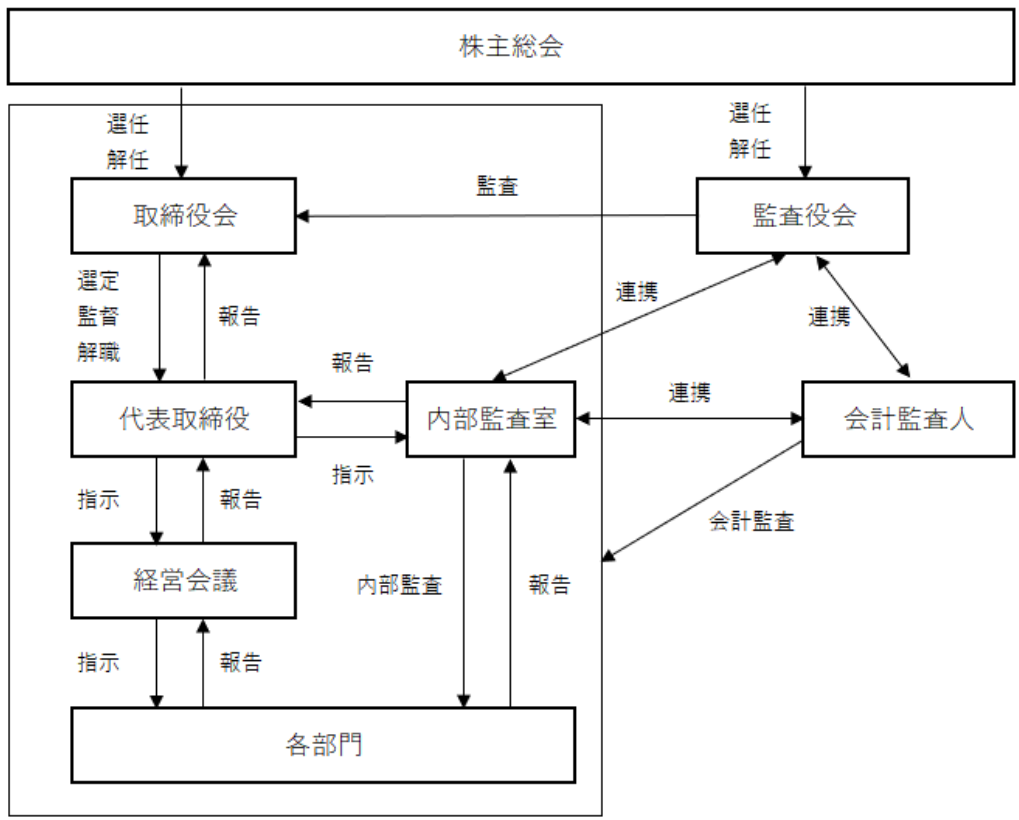 株主総会
選任
解任
選任
解任
取締役会
監査
監査役会
選定
監督
解職
報告
連携
連携
報告
代表取締役
内部監査室
連携
会計監査人
指示
指示
報告
会計監査
経営会議
内部監査
報告
指示
報告
各部門